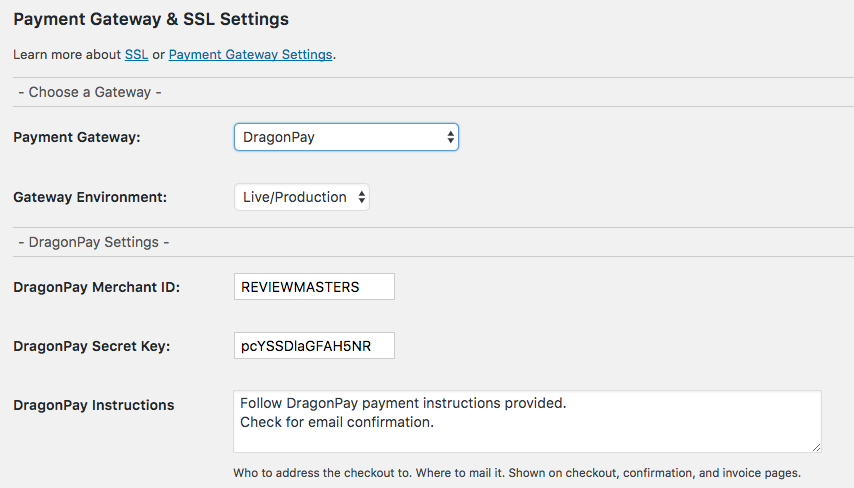 Payment Gateway & SSL Settings
Learn more about SSL or Payment Gateway Settings.
- Choose a Gateway -
Payment Gateway: DragonPay
Gateway Environment: Live/Production
- DragonPay Settings -
DragonPay Merchant ID: REVIEWMASTERS
DragonPay Secret Key: pcYSSDlaGFAH5NR
DragonPay Instructions
Follow DragonPay payment instructions provided.
Check for email confirmation.
Who to address the checkout to. Where to mail it. Shown on checkout, confirmation, and invoice pages.